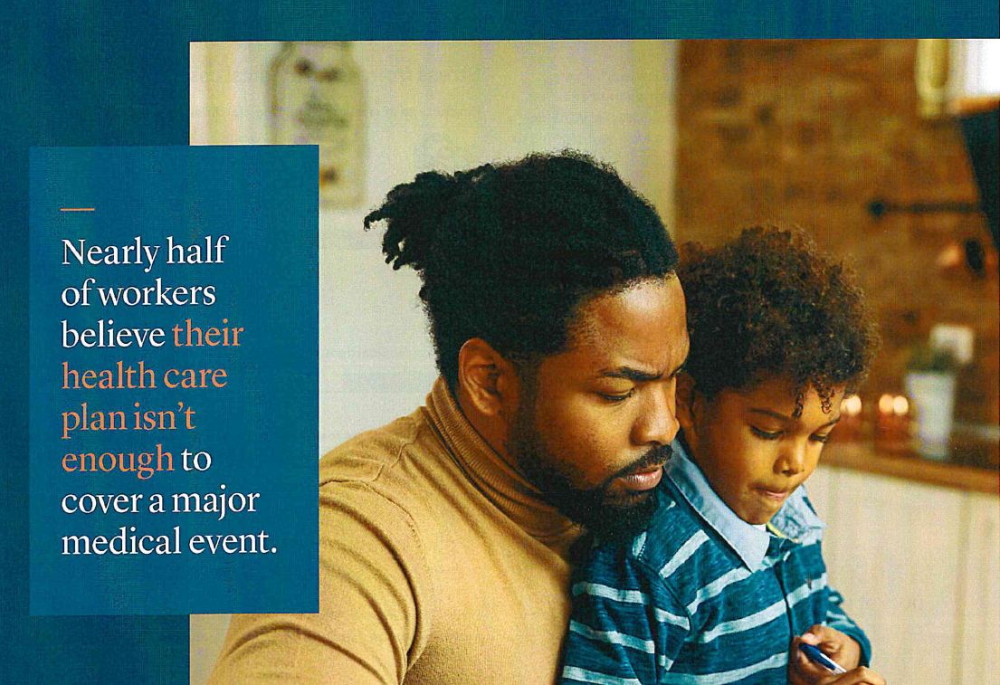 Nearly half
of workers
believe their
health care
plan isn't
enough to
cover a major
medical event.